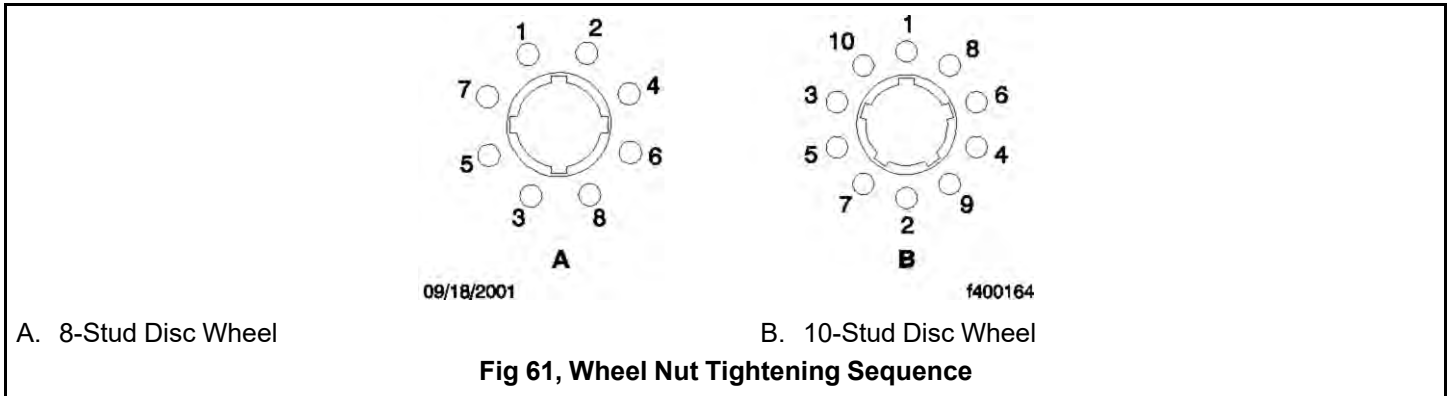 1 2 1
10 8
7 4 3 6
5 6 5 4
3 8 7 9
2
A B
09/18/2001 f400164
A. 8-Stud Disc Wheel B. 10-Stud Disc Wheel
Fig 61, Wheel Nut Tightening Sequence